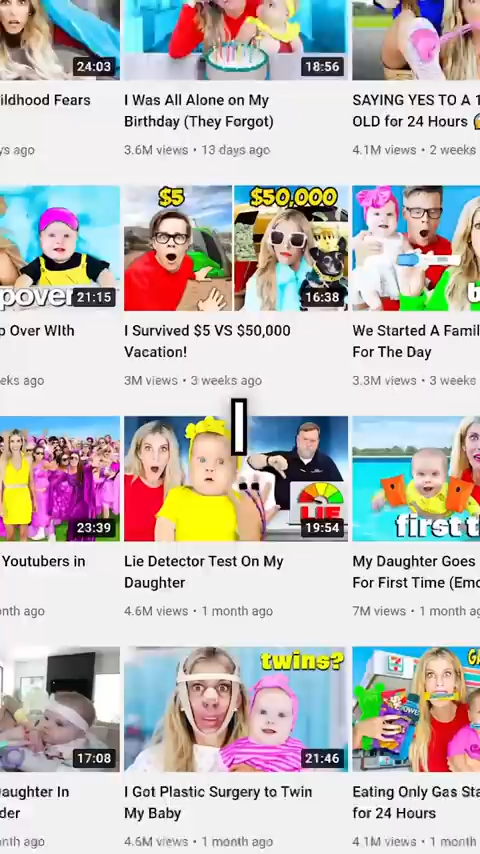 24:03
18:56
ildhood Fears
I Was All Alone on My
Birthday (They Forgot)
SAYING YES TO A 1
OLD for 24 Hours
ys ago
3.6M views • 13 days ago
4.1M views • 2 weeks
pover
21:15
$5
$50,000
16:38
b
p Over WIth
I Survived $5 VS $50,000
Vacation!
We Started A Famil
For The Day
eks ago
3M views • 3 weeks ago
3.3M views • 3 weeks
I
23:39
LIE
19:54
first t
Youtubers in
Lie Detector Test On My
Daughter
My Daughter Goes
For First Time (Emo
nth ago
4.6M views • 1 month ago
7M views • 1 month ag
17:08
twins?
21:46
GA
aughter In
der
I Got Plastic Surgery to Twin
My Baby
Eating Only Gas Sta
for 24 Hours
nth ago
4.6M views • 1 month ago
4.1M views • 1 month